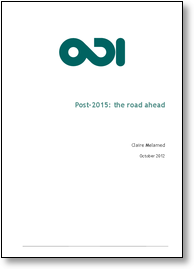 ODI
Post-2015: the road ahead
Claire Melamed
October 2012